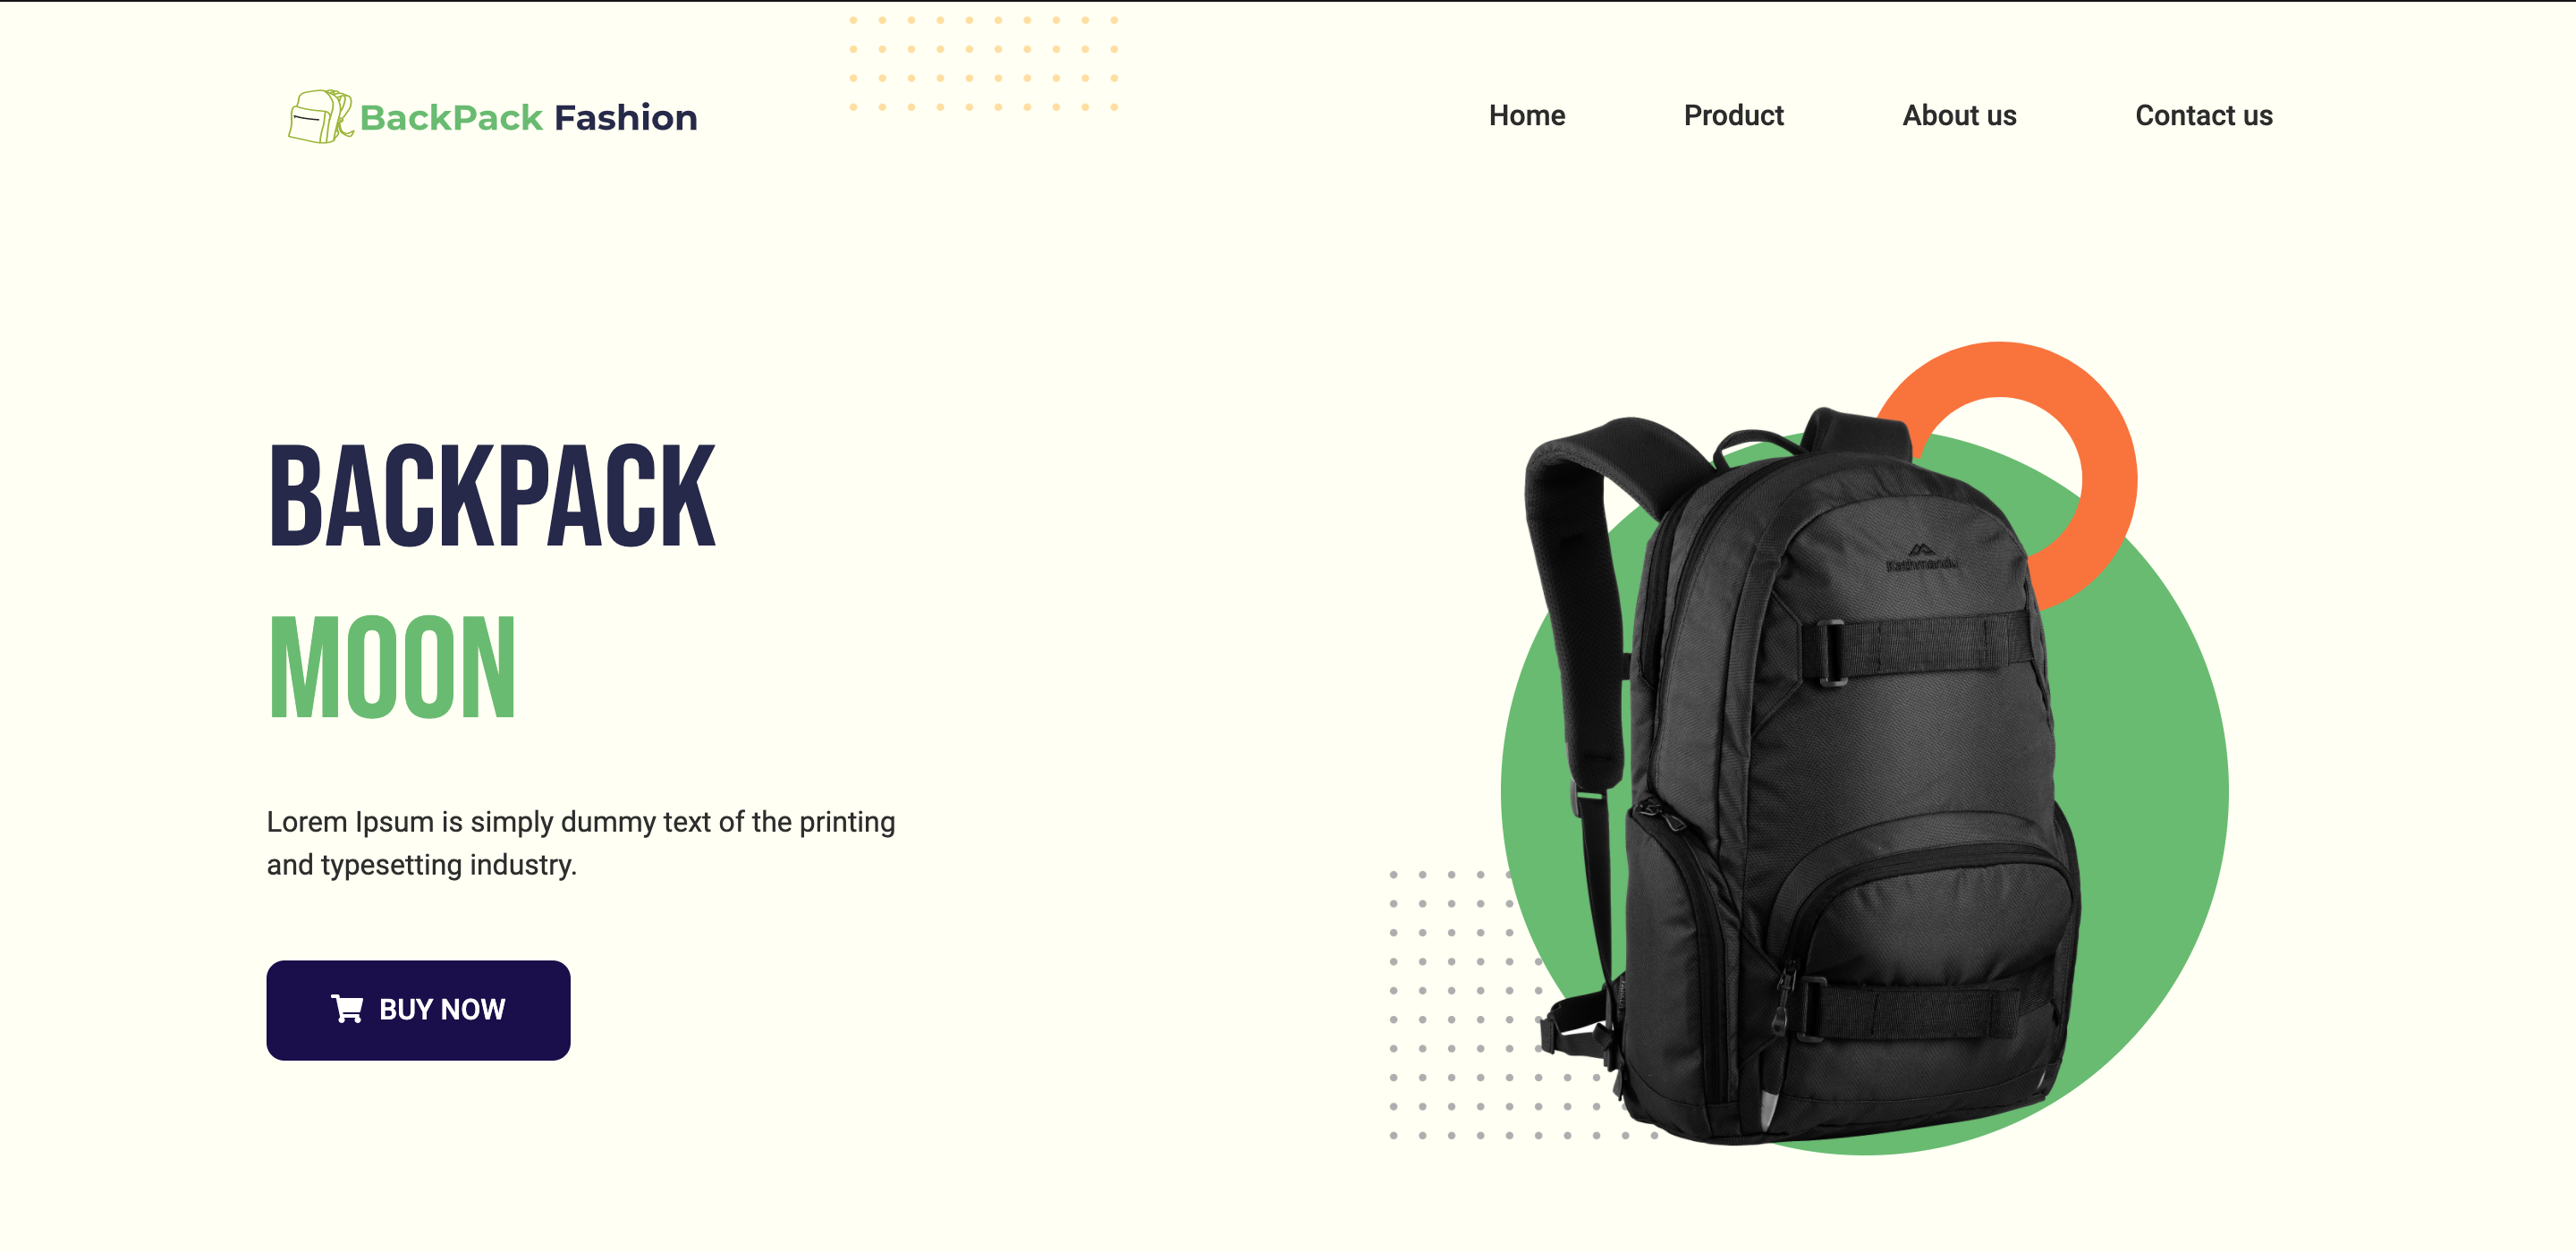 BackPack Fashion
Home Product About us Contact us
BACKPACK
MOON
Lorem Ipsum is simply dummy text of the printing
and typesetting industry.
BUY NOW
Kathmandu